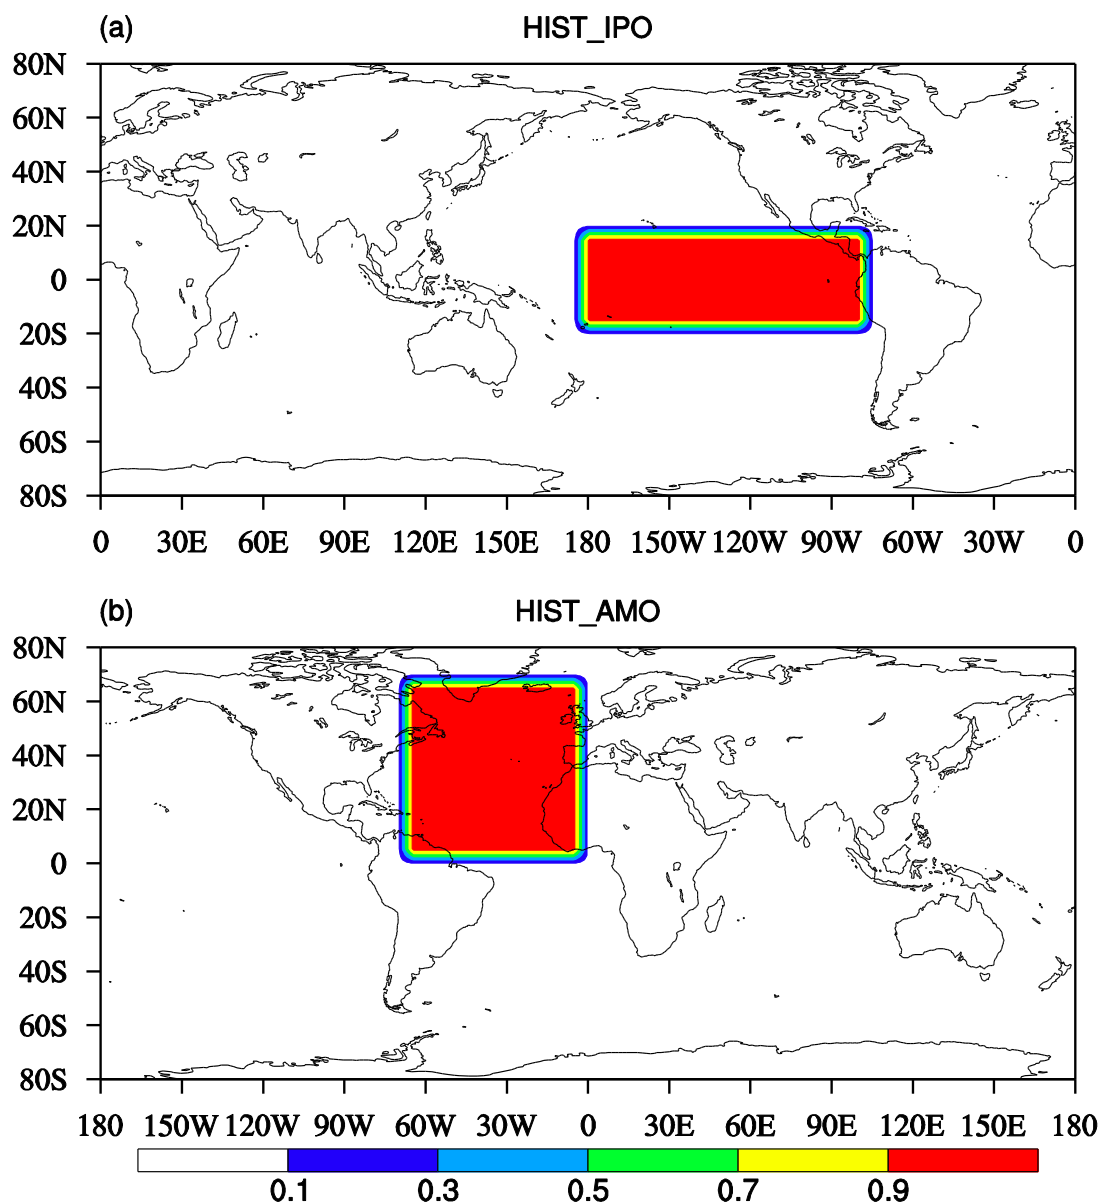 (a) HIST_IPO
80N
60N
40N
20N
0
20S
40S
60S
80S
0 30E 60E 90E 120E 150E 180 150W 120W 90W 60W 30W 0
(b) HIST_AMO
80N
60N
40N
20N
0
20S
40S
60S
80S
180 150W 120W 90W 60W 30W 0 30E 60E 90E 120E 150E 180
0.1 0.3 0.5 0.7 0.9